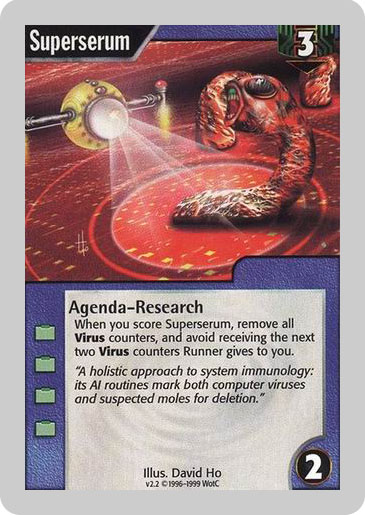 Superserum
3
Agenda-Research
When you score Superserum, remove all
Virus counters, and avoid receiving the next
two Virus counters Runner gives to you.
"A holistic approach to system immunology:
its AI routines mark both computer viruses
and suspected moles for deletion."
Illus. David Ho
v2.2 ©1996-1999 WotC
2